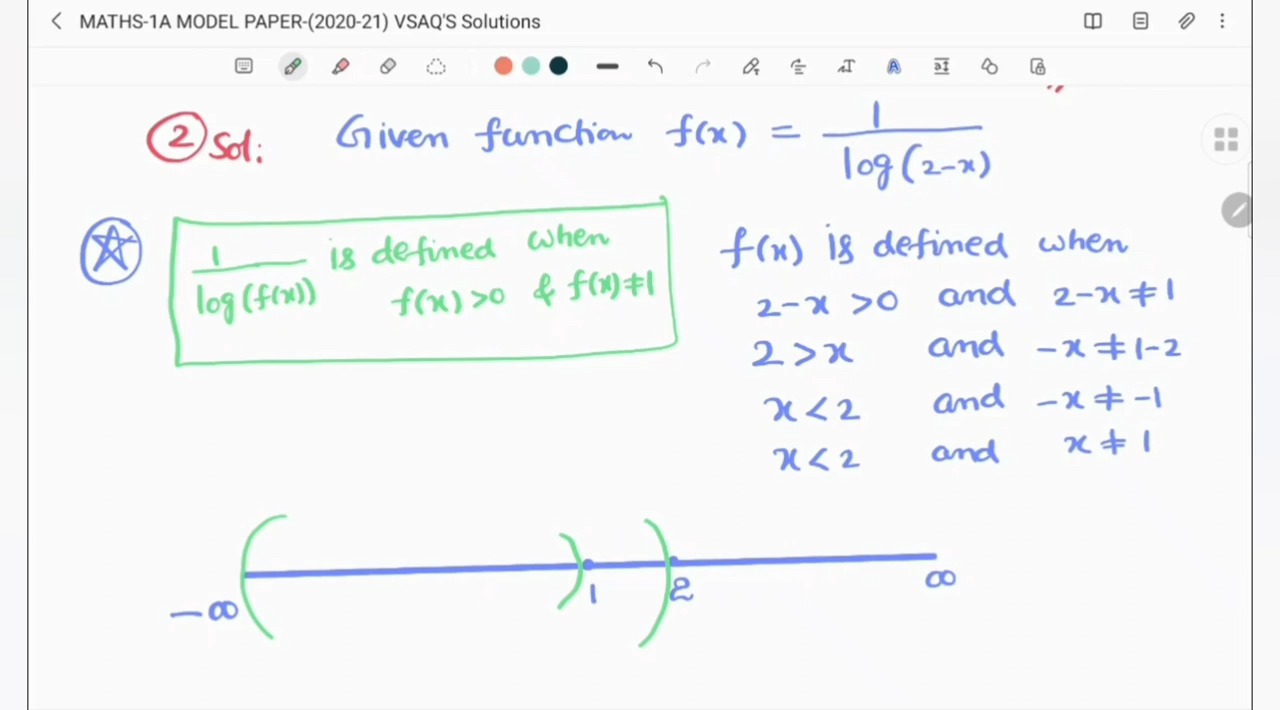 MATHS-1A MODEL PAPER-(2020-21) VSAQ'S Solutions
② Sol: Given function f(x) = 1 / log(2-x)
1 / log(f(x)) is defined when
f(x) >0 & f(x)≠1
f(x) is defined when
2-x >0 and 2-x≠1
2 >x and -x≠1-2
x<2 and -x≠-1
x<2 and x≠1
-∞ 1 2 ∞